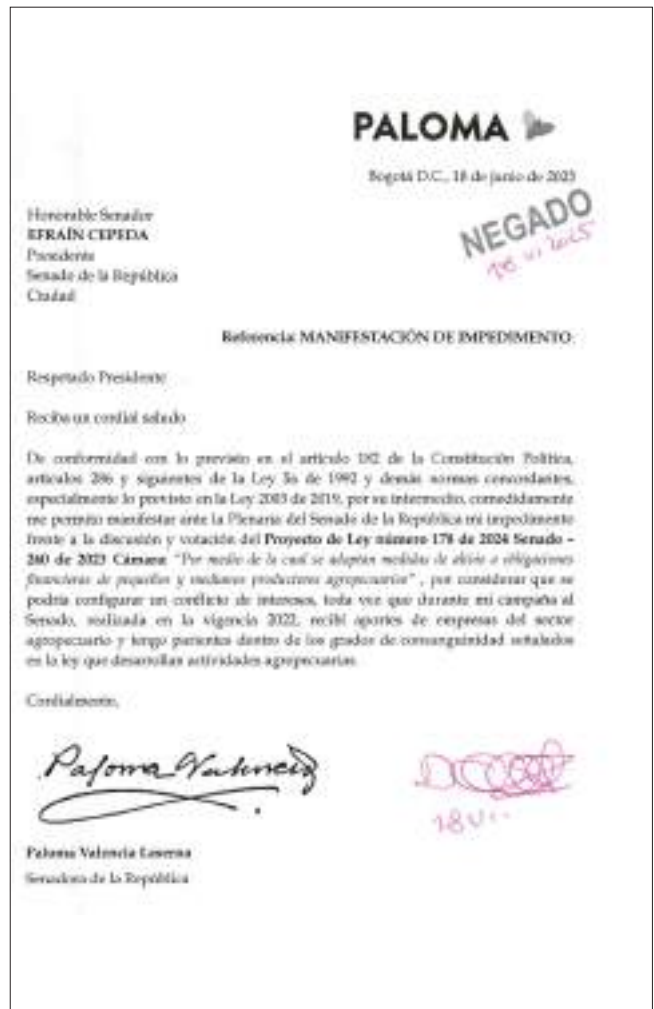 PALOMA
Bogotá D.C., 18 de junio de 2025
NEGADO
18 VI 2025
Honorable Senador
EFRAÍN CEPEDA
Presidente
Senado de la República
Ciudad
Referencia: MANIFESTACIÓN DE IMPEDIMENTO
Respetado Presidente
Reciba un cordial saludo
De conformidad con lo previsto en el artículo 182 de la Constitución Política,
artículos 286 y siguientes de la Ley 5a de 1992 y demás normas concordantes,
especialmente lo previsto en la Ley 2003 de 2019, por su intermedio, comedidamente
me permito manifestar ante la Plenaria del Senado de la República mi impedimento
frente a la discusión y votación del Proyecto de Ley número 178 de 2024 Senado –
260 de 2023 Cámara "Por medio de la cual se adoptan medidas de alivio a obligaciones
financieras de pequeños y medianos productores agropecuarios" , por considerar que se
podría configurar un conflicto de intereses, toda vez que durante mi campaña al
Senado, realizada en la vigencia 2022, recibí aportes de empresas del sector
agropecuario y tengo parientes dentro de los grados de consanguinidad señalados
en la ley que desarrollan actividades agropecuarias.
Cordialmente,
Paloma Valencia
18 VI
Paloma Valencia Laserna
Senadora de la República